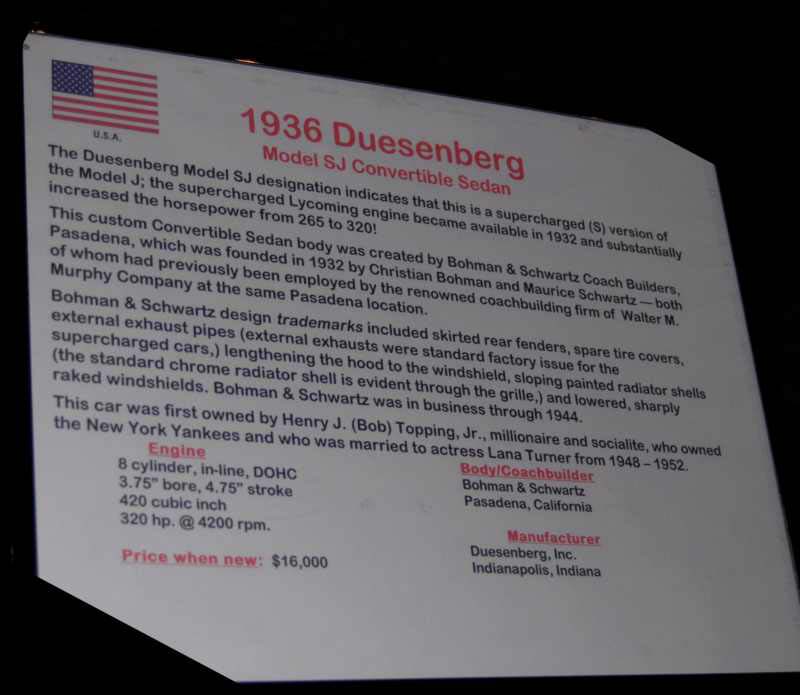 U.S.A.
1936 Duesenberg
Model SJ Convertible Sedan
The Duesenberg Model SJ designation indicates that this is a supercharged (S) version of
the Model J; the supercharged Lycoming engine became available in 1932 and substantially
increased the horsepower from 265 to 320!
This custom Convertible Sedan body was created by Bohman & Schwartz Coach Builders,
Pasadena, which was founded in 1932 by Christian Bohman and Maurice Schwartz — both
of whom had previously been employed by the renowned coachbuilding firm of Walter M.
Murphy Company at the same Pasadena location.
Bohman & Schwartz design trademarks included skirted rear fenders, spare tire covers,
external exhaust pipes (external exhausts were standard factory issue for the
supercharged cars,) lengthening the hood to the windshield, sloping painted radiator shells
(the standard chrome radiator shell is evident through the grille,) and lowered, sharply
raked windshields. Bohman & Schwartz was in business through 1944.
This car was first owned by Henry J. (Bob) Topping, Jr., millionaire and socialite, who owned
the New York Yankees and who was married to actress Lana Turner from 1948 – 1952.
Engine
8 cylinder, in-line, DOHC
3.75" bore, 4.75" stroke
420 cubic inch
320 hp. @ 4200 rpm.
Price when new: $16,000
Body/Coachbuilder
Bohman & Schwartz
Pasadena, California
Manufacturer
Duesenberg, Inc.
Indianapolis, Indiana